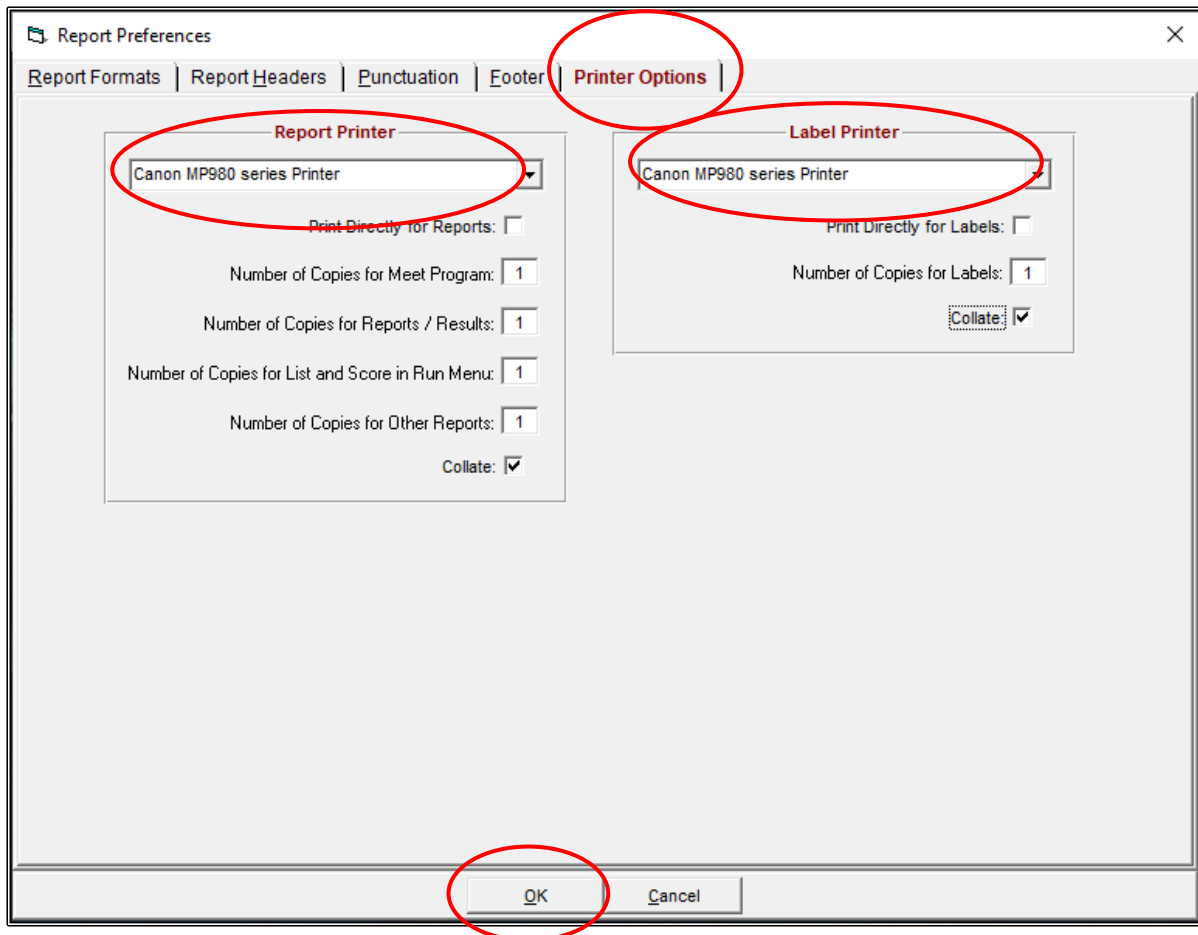 Report Preferences
Report Formats Report Headers Punctuation Footer Printer Options
Report Printer
Canon MP980 series Printer
Print Directly for Reports:
Number of Copies for Meet Program: 1
Number of Copies for Reports / Results: 1
Number of Copies for List and Score in Run Menu: 1
Number of Copies for Other Reports: 1
Collate:
Label Printer
Canon MP980 series Printer
Print Directly for Labels:
Number of Copies for Labels: 1
Collate:
OK Cancel